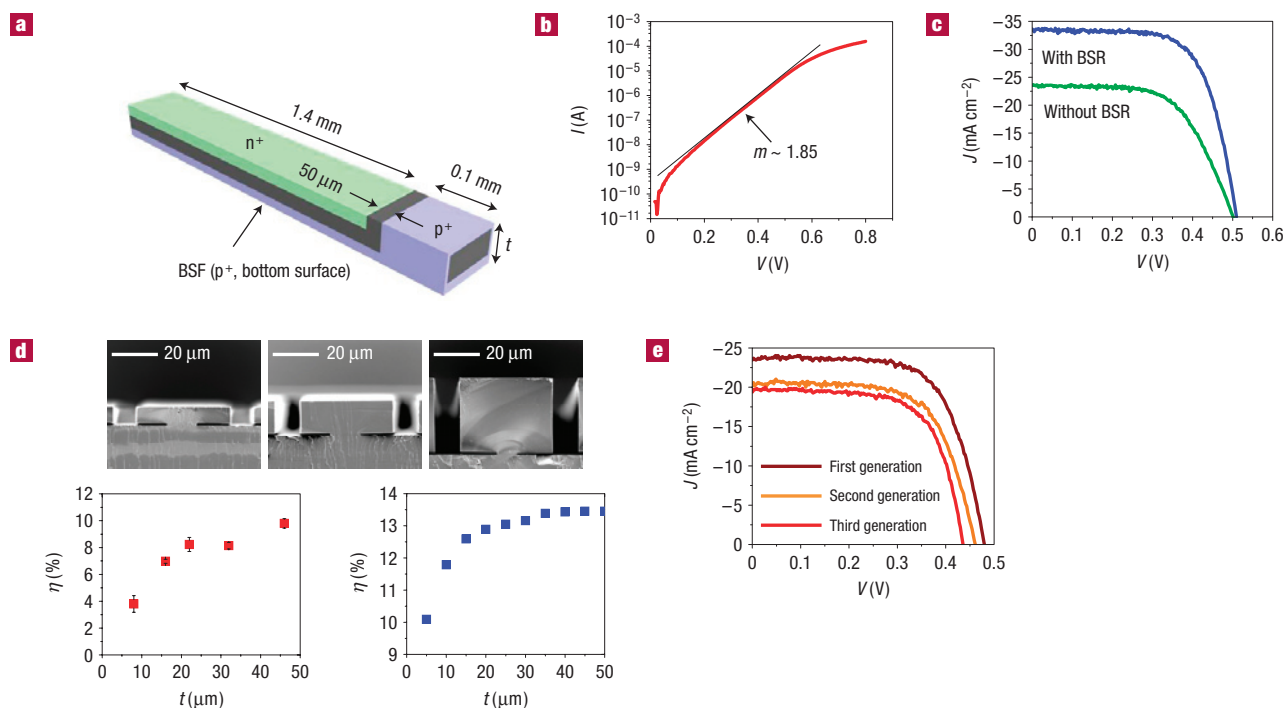 a
1.4 mm
n+
50 μm
0.1 mm
p+
t
BSF (p+, bottom surface)
b
10−3
10−4
10−5
10−6
10−7
10−8
10−9
10−10
10−11
I (A)
m ~ 1.85
0 0.2 0.4 0.6 0.8
V (V)
c
−35
−30
−25
−20
−15
−10
−5
0
J (mA cm−2)
With BSR
Without BSR
0 0.1 0.2 0.3 0.4 0.5 0.6
V (V)
d
20 μm
20 μm
20 μm
12
10
8
6
4
2
0
η (%)
0 10 20 30 40 50
t (μm)
14
13
12
11
10
9
η (%)
0 10 20 30 40 50
t (μm)
e
−25
−20
−15
−10
−5
0
J (mA cm−2)
First generation
Second generation
Third generation
0 0.1 0.2 0.3 0.4 0.5
V (V)